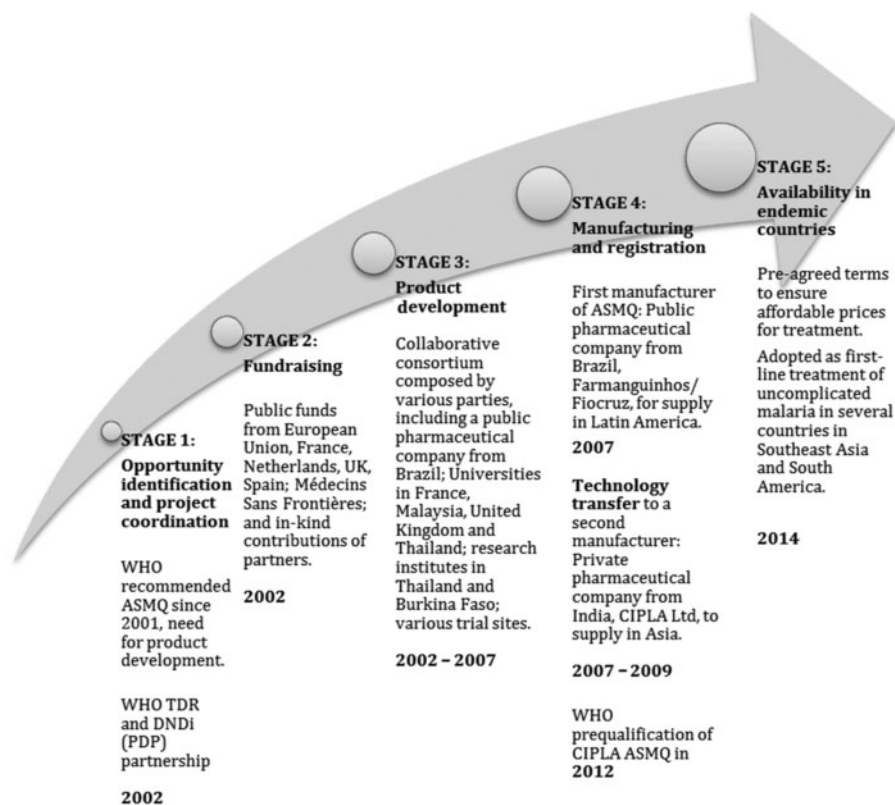 STAGE 1:
Opportunity
identification
and project
coordination
WHO
recommended
ASMQ since
2001, need
for product
development.
WHO TDR
and DNDi
(PDP)
partnership
2002
STAGE 2:
Fundraising
Public funds
from European
Union, France,
Netherlands, UK,
Spain; Médecins
Sans Frontières;
and in-kind
contributions of
partners.
2002
STAGE 3:
Product
development
Collaborative
consortium
composed by
various parties,
including a public
pharmaceutical
company from
Brazil; Universities
in France,
Malaysia, United
Kingdom and
Thailand; research
institutes in
Thailand and
Burkina Faso;
various trial sites.
2002 – 2007
STAGE 4:
Manufacturing
and registration
First manufacturer
of ASMQ: Public
pharmaceutical
company from
Brazil,
Farmanguinhos/
Fiocruz, for supply
in Latin America.
2007
Technology
transfer to a
second
manufacturer:
Private
pharmaceutical
company from
India, CIPLA Ltd, to
supply in Asia.
2007 – 2009
WHO
prequalification of
CIPLA ASMQ in
2012
STAGE 5:
Availability in
endemic
countries
Pre-agreed terms
to ensure
affordable prices
for treatment.
Adopted as first-
line treatment of
uncomplicated
malaria in several
countries in
Southeast Asia
and South
America.
2014